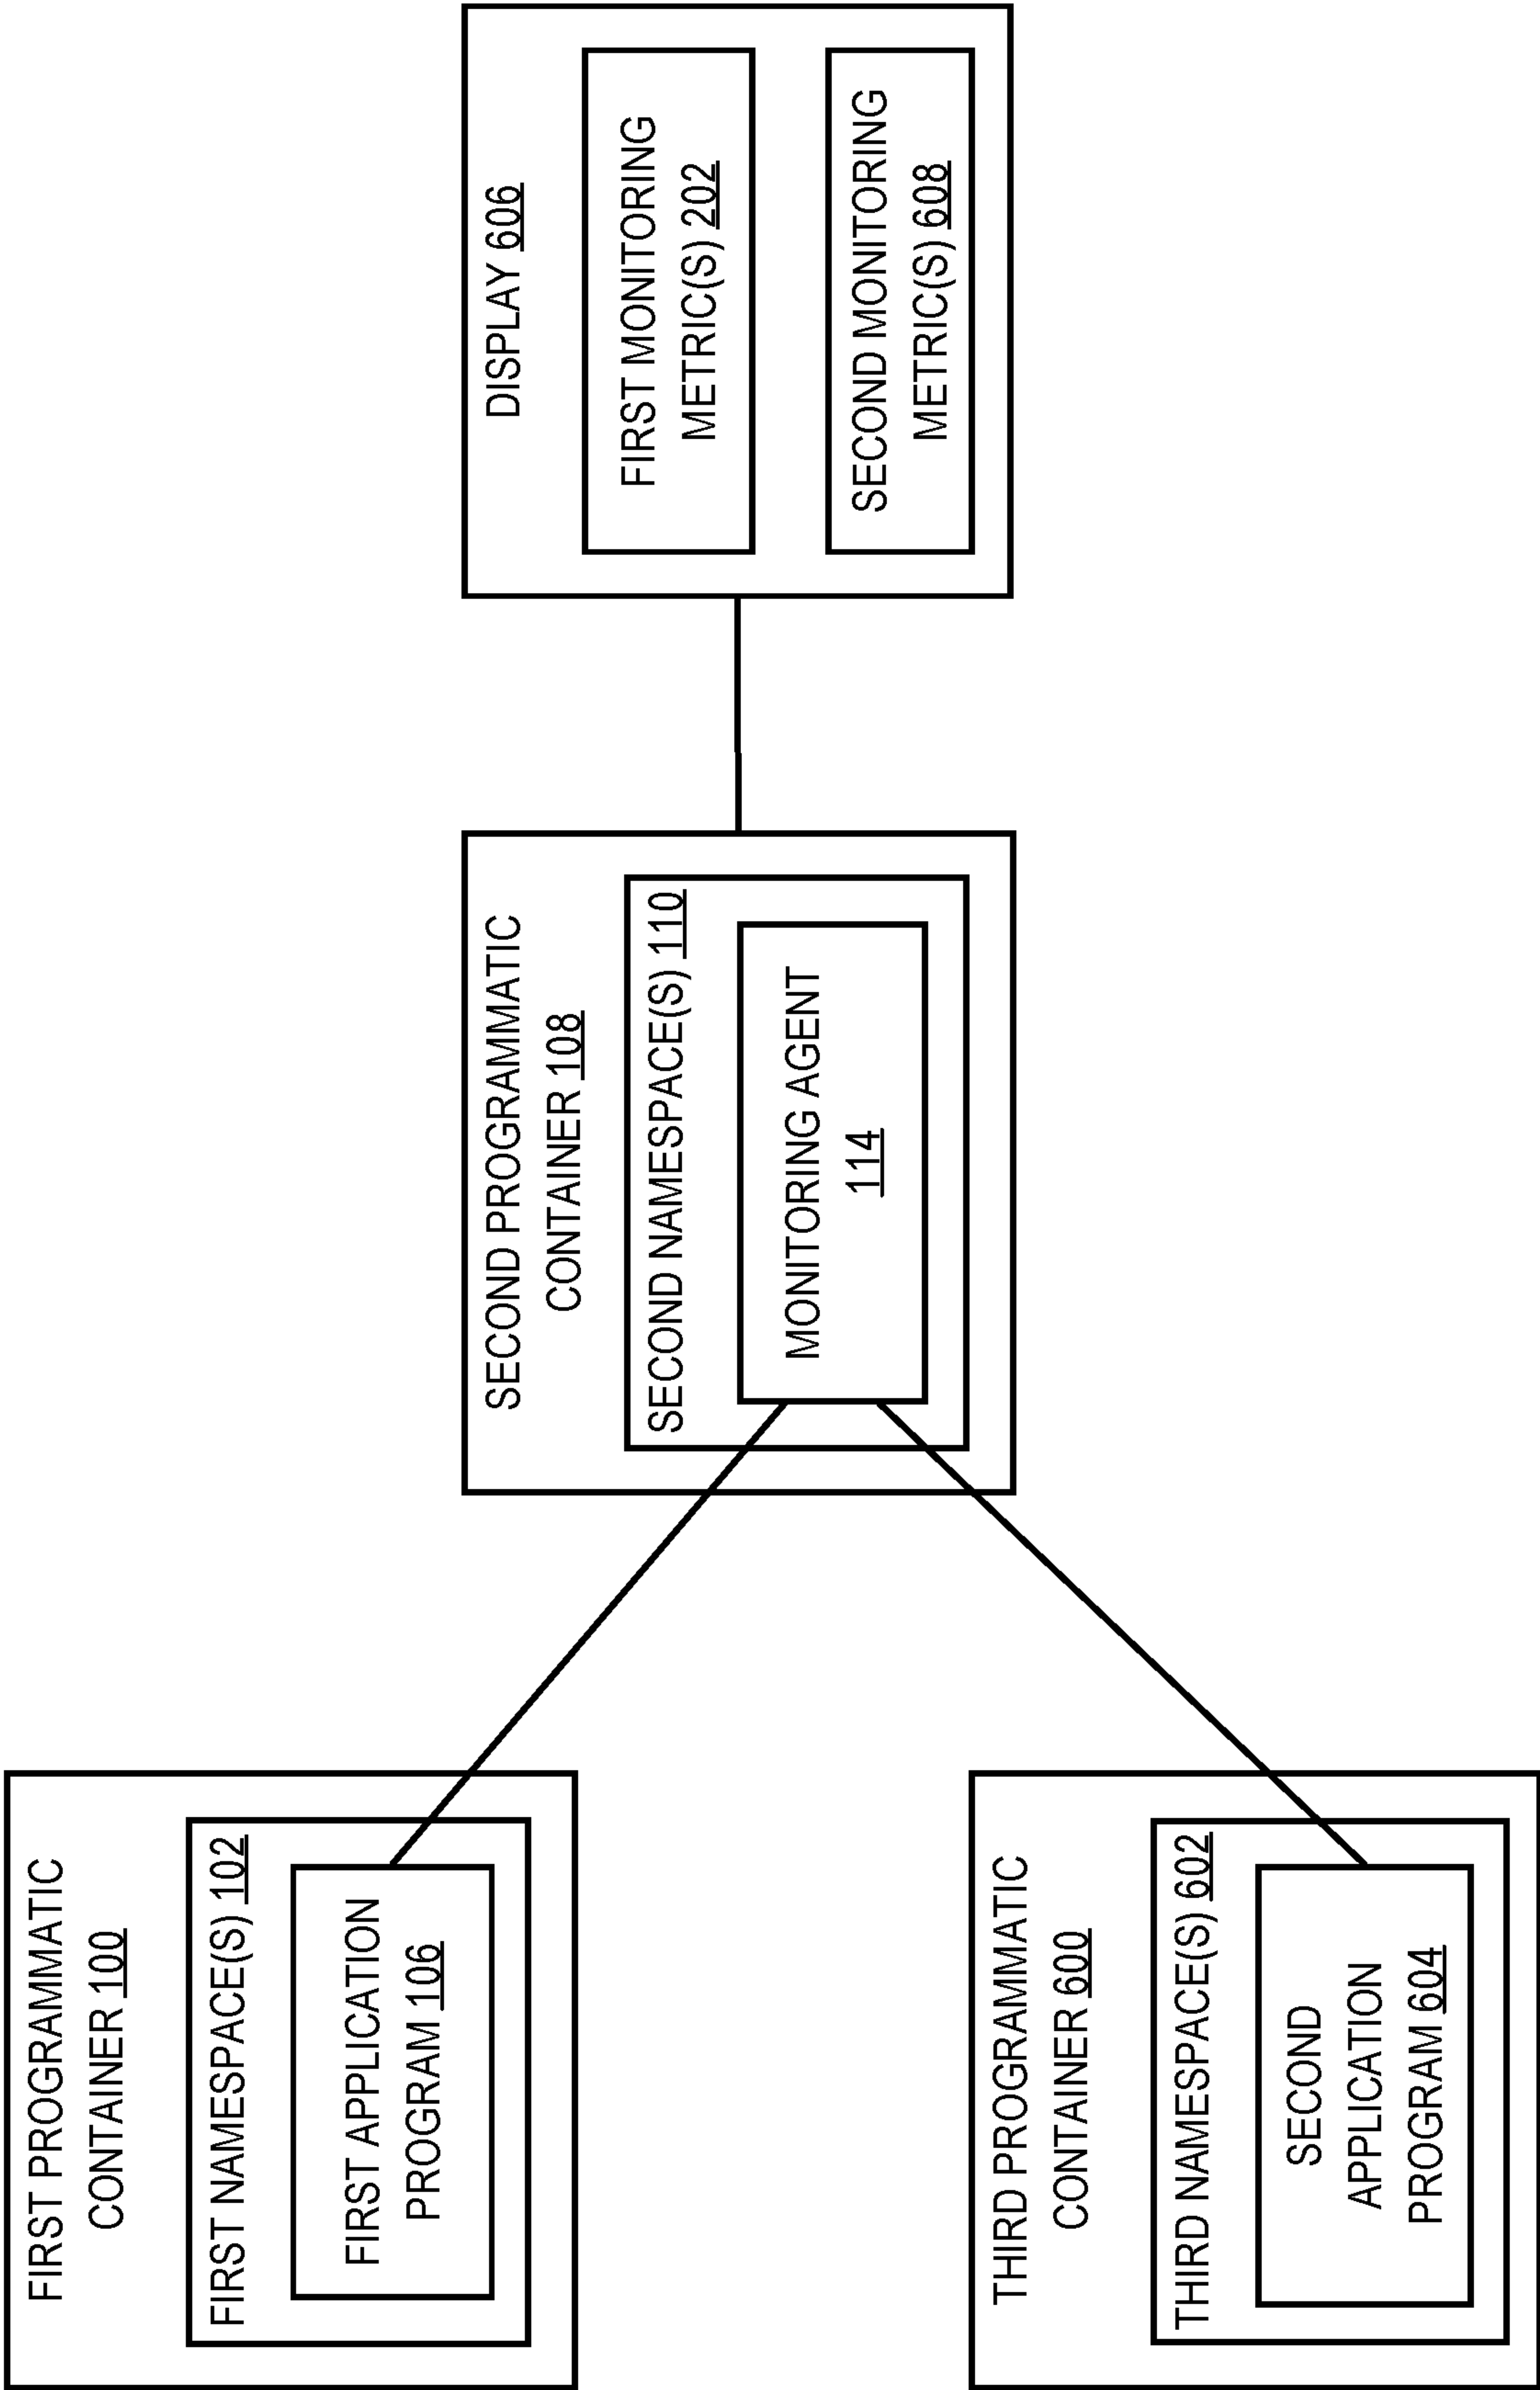 FIRST PROGRAMMATIC
CONTAINER 100
FIRST NAMESPACE(S) 102
FIRST APPLICATION
PROGRAM 106
THIRD PROGRAMMATIC
CONTAINER 600
THIRD NAMESPACE(S) 602
SECOND
APPLICATION
PROGRAM 604
SECOND PROGRAMMATIC
CONTAINER 108
SECOND NAMESPACE(S) 110
MONITORING AGENT
114
DISPLAY 606
FIRST MONITORING
METRIC(S) 202
SECOND MONITORING
METRIC(S) 608